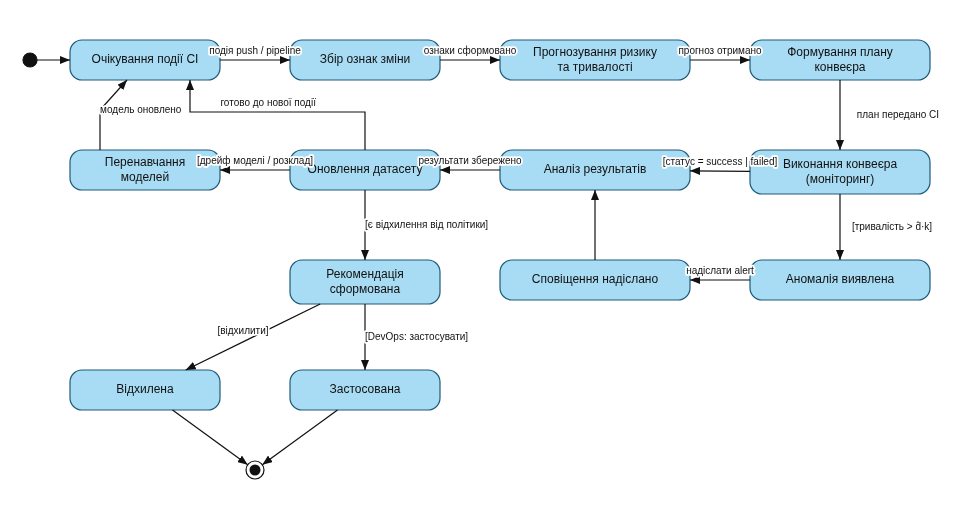 Очікування події CI
подія push / pipeline
Збір ознак зміни
ознаки сформовано
Прогнозування ризику
та тривалості
прогноз отримано
Формування плану
конвеєра
модель оновлено
готово до нової події
план передано CI
Перенавчання
моделей
[дрейф моделі / розклад]
Оновлення датасету
результати збережено
Аналіз результатів
[статус = success | failed]
Виконання конвеєра
(моніторинг)
[є відхилення від політики]
[тривалість > d̂·k]
Рекомендація
сформована
Сповіщення надіслано
надіслати alert
Аномалія виявлена
[відхилити]
[DevOps: застосувати]
Відхилена
Застосована